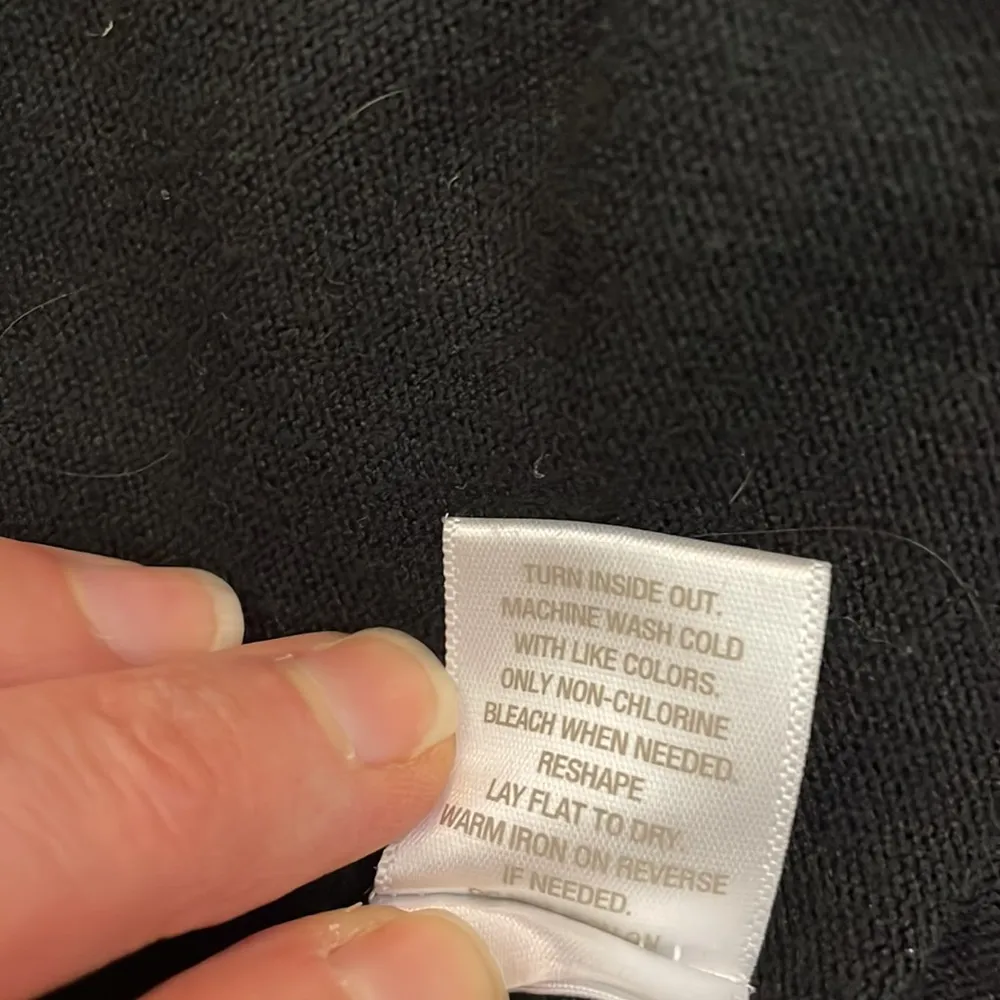 TURN INSIDE OUT.
MACHINE WASH COLD
WITH LIKE COLORS.
ONLY NON-CHLORINE
BLEACH WHEN NEEDED.
RESHAPE
LAY FLAT TO DRY.
WARM IRON ON REVERSE
IF NEEDED.